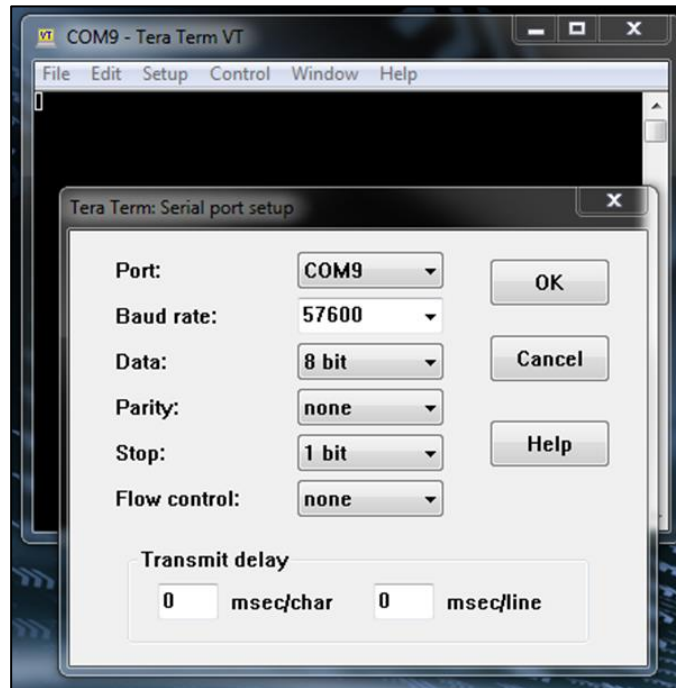 COM9 - Tera Term VT
File Edit Setup Control Window Help
Tera Term: Serial port setup
Port: COM9 OK
Baud rate: 57600
Data: 8 bit Cancel
Parity: none
Stop: 1 bit Help
Flow control: none
Transmit delay
0 msec/char 0 msec/line